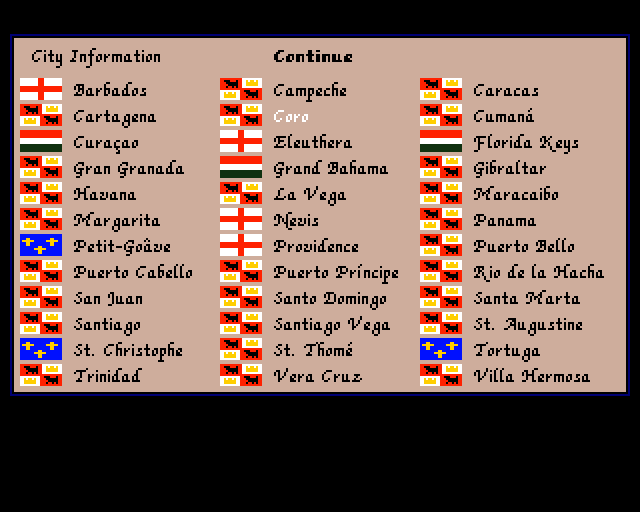 City Information Continue
Barbados Campeche Caracas
Cartagena Coro Cumaná
Curaçao Eleuthera Florida Keys
Gran Granada Grand Bahama Gibraltar
Havana La Vega Maracaibo
Margarita Nevis Panama
Petit-Goâve Providence Puerto Bello
Puerto Cabello Puerto Príncipe Rio de la Hacha
San Juan Santo Domingo Santa Marta
Santiago Santiago Vega St. Augustine
St. Christophe St. Thomé Tortuga
Trinidad Vera Cruz Villa Hermosa